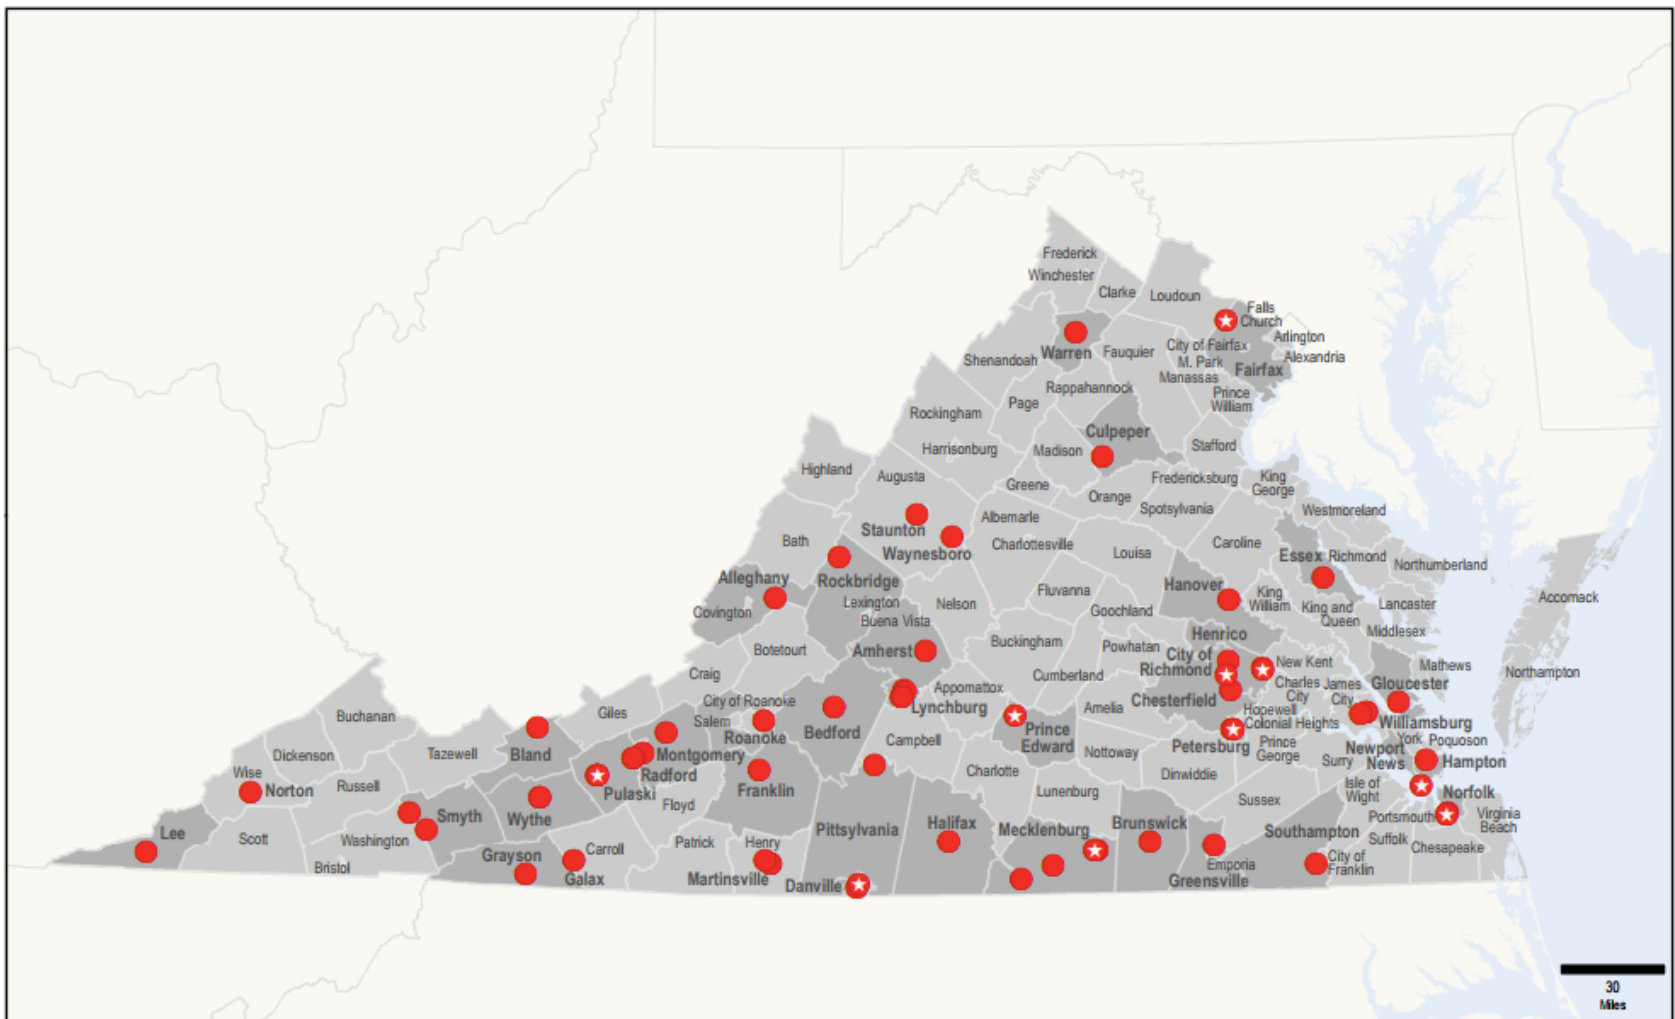 Frederick
Winchester
Clarke
Loudoun
Falls
Church
Arlington
City of Fairfax
Alexandria
M. Park
Fairfax
Manassas
Prince
William
Shenandoah
Warren
Fauquier
Rappahannock
Page
Rockingham
Culpeper
Harrisonburg
Madison
Stafford
Highland
Augusta
Greene
Fredericksburg
King
George
Orange
Spotsylvania
Westmoreland
Staunton
Albemarle
Waynesboro
Charlottesville
Louisa
Caroline
Essex
Richmond
Northumberland
Bath
Alleghany
Rockbridge
Hanover
King
William
King and
Queen
Lancaster
Accomack
Covington
Lexington
Nelson
Fluvanna
Goochland
Buena Vista
Middlesex
Botetourt
Amherst
Buckingham
Powhatan
Henrico
City of
Richmond
New Kent
Mathews
Northampton
Craig
Cumberland
Charles
City
James
City
Gloucester
City of Roanoke
Appomattox
Chesterfield
Buchanan
Giles
Salem
Lynchburg
Amelia
Hopewell
Colonial Heights
Williamsburg
Dickenson
Tazewell
Bland
Roanoke
Bedford
Campbell
Prince
Edward
Nottoway
Petersburg
Prince
George
Surry
Newport
News
York
Poquoson
Montgomery
Radford
Hampton
Wise
Norton
Russell
Pulaski
Franklin
Charlotte
Dinwiddie
Lunenburg
Isle of
Wight
Norfolk
Wythe
Floyd
Sussex
Smyth
Lee
Scott
Washington
Patrick
Henry
Pittsylvania
Halifax
Mecklenburg
Brunswick
Southampton
Portsmouth
Virginia
Beach
Suffolk
Chesapeake
Grayson
Carroll
Bristol
Galax
Martinsville
Danville
Emporia
Greensville
City of
Franklin
30
Miles